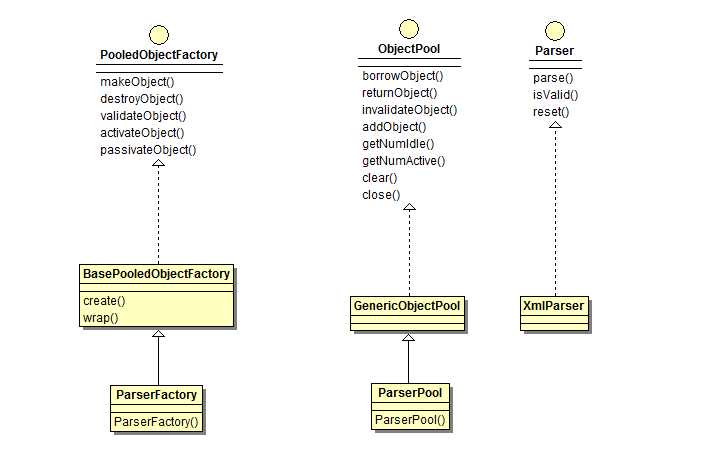 PooledObjectFactory
makeObject()
destroyObject()
validateObject()
activateObject()
passivateObject()
ObjectPool
borrowObject()
returnObject()
invalidateObject()
addObject()
getNumIdle()
getNumActive()
clear()
close()
Parser
parse()
isValid()
reset()
BasePooledObjectFactory
create()
wrap()
GenericObjectPool
XmlParser
ParserFactory
ParserFactory()
ParserPool
ParserPool()